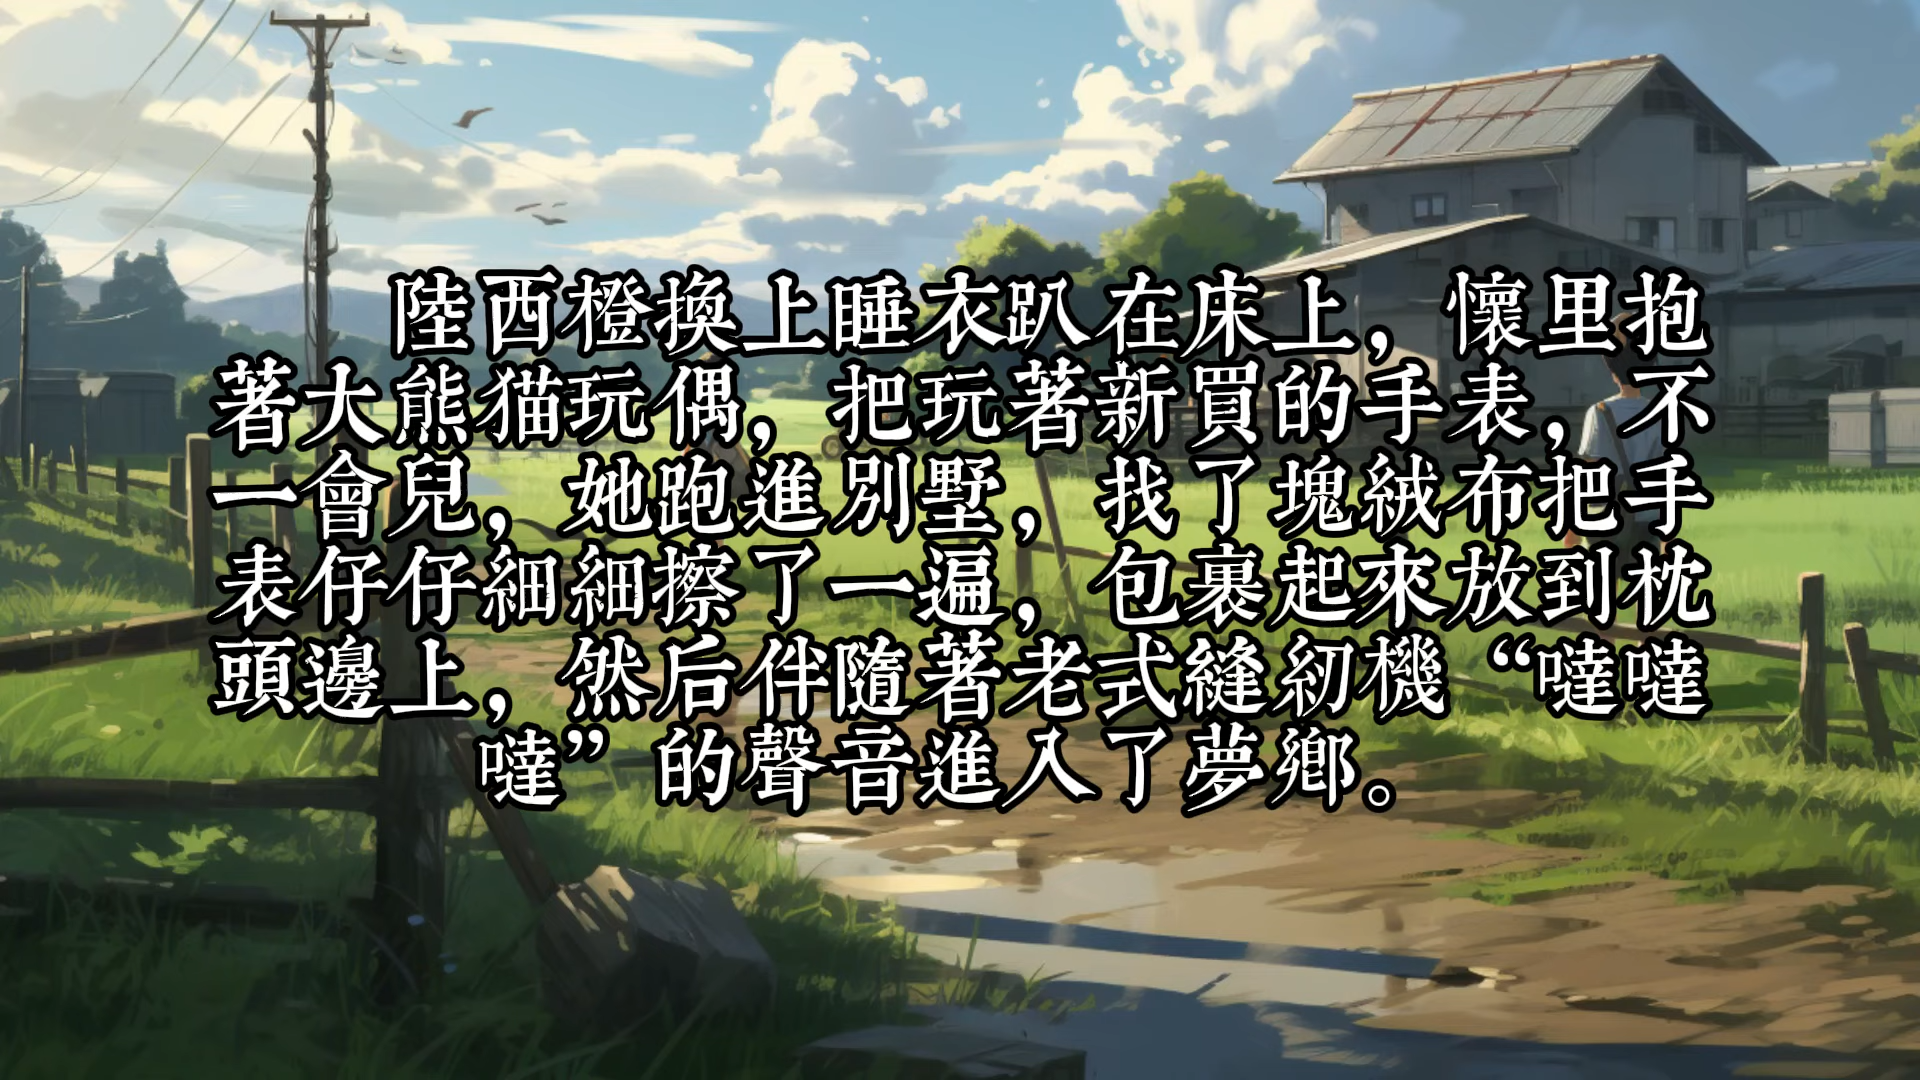 陸西橙換上睡衣趴在床上，懷里抱
著大熊猫玩偶，把玩著新買的手表，不
一會兒，她跑進別墅，找了塊絨布把手
表仔仔細細擦了一遍，包裹起來放到枕
頭邊上，然后伴隨著老式縫紉機“噠噠
噠”的聲音進入了夢鄉。